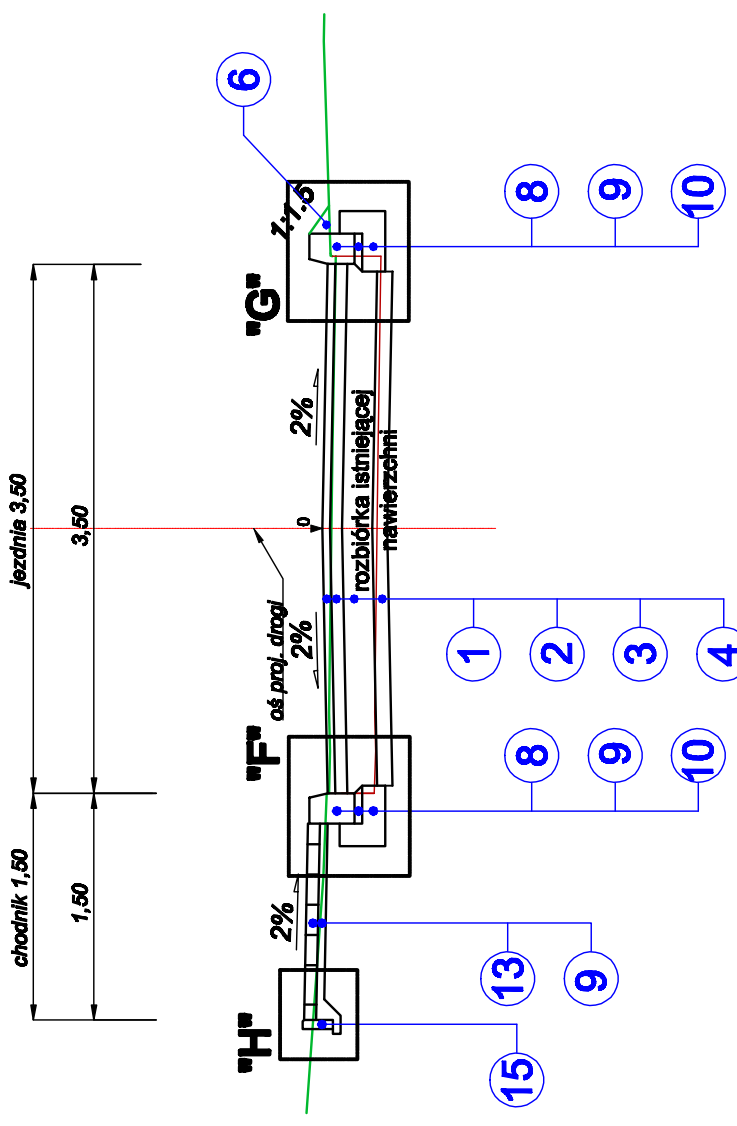 chodnik 1,50
jezdnia 3,50
1,50
3,50
"H"
"F"
"G"
oś proj. drogi
2%
2%
2%
0
1:1.5
6
rozbiórka istniejącej
nawierzchni
15
13
9
8
9
10
1
2
3
4
8
9
10